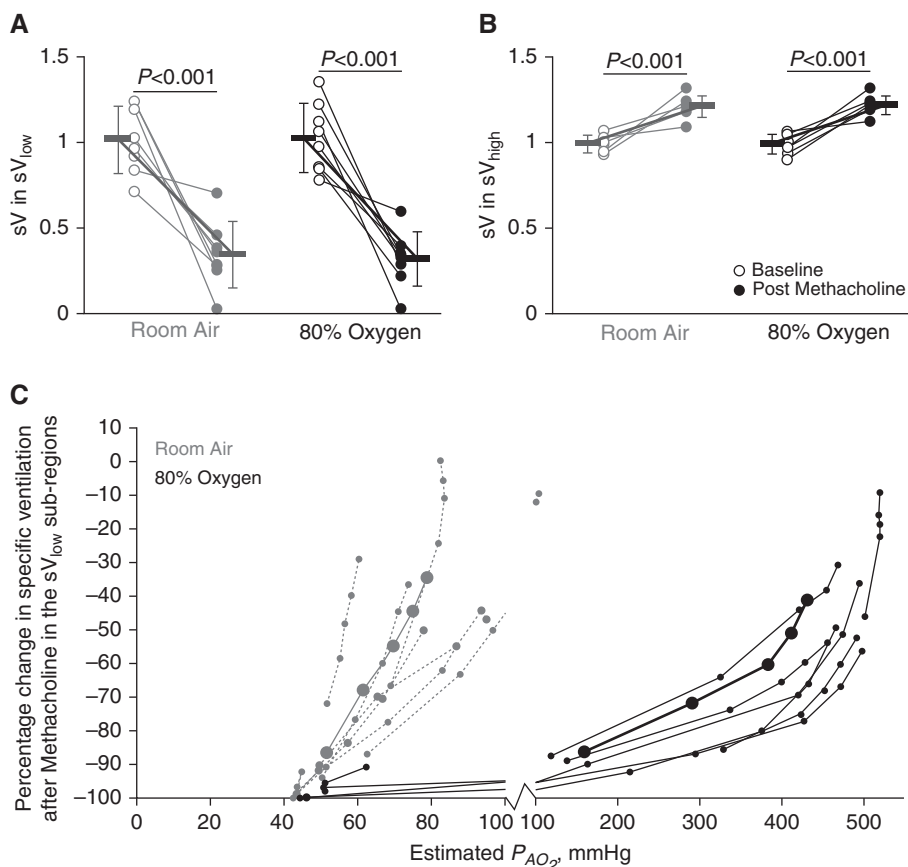 A
B
1.5
1
0.5
0
sV in sVlow
P<0.001
P<0.001
Room Air
80% Oxygen
1.5
1
0.5
0
sV in sVhigh
P<0.001
P<0.001
Baseline
Post Methacholine
Room Air
80% Oxygen
C
Percentage change in specific ventilation
after Methacholine in the sVlow sub-regions
10
0
−10
−20
−30
−40
−50
−60
−70
−80
−90
−100
Room Air
80% Oxygen
0 20 40 60 80 100 100 200 300 400 500
Estimated PAO2, mmHg